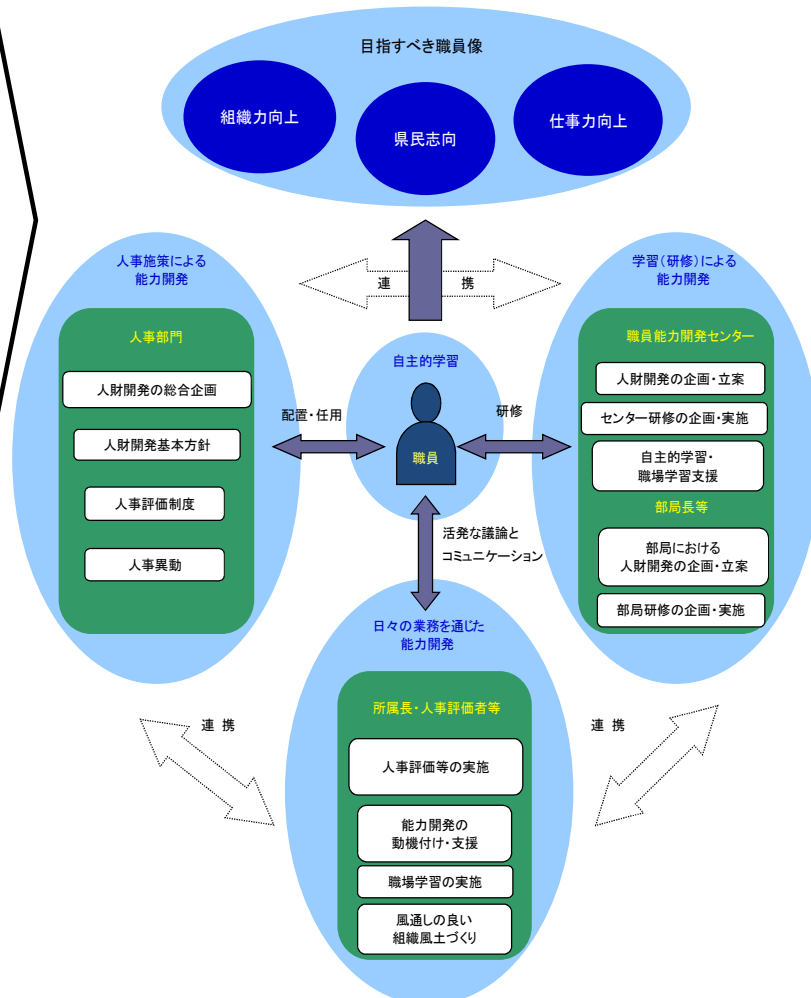 目指すべき職員像
組織力向上
県民志向
仕事力向上
人事施策による
能力開発
人事部門
人財開発の総合企画
人財開発基本方針
人事評価制度
人事異動
連　携
学習(研修)による
能力開発
職員能力開発センター
人財開発の企画・立案
センター研修の企画・実施
自主的学習・
職場学習支援
部局長等
部局における
人財開発の企画・立案
部局研修の企画・実施
自主的学習
職員
配置・任用
研修
活発な議論と
コミュニケーション
日々の業務を通じた
能力開発
所属長・人事評価者等
人事評価等の実施
能力開発の
動機付け・支援
職場学習の実施
風通しの良い
組織風土づくり
連 携
連 携